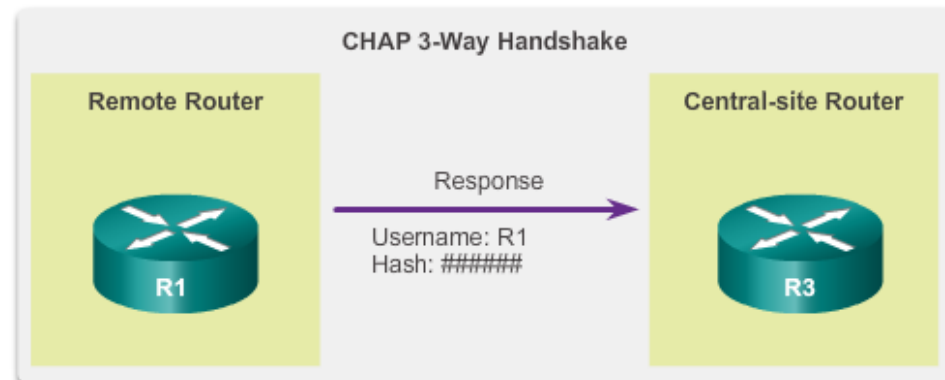 CHAP 3-Way Handshake
Remote Router
Central-site Router
Response
Username: R1
Hash: ######
R1
R3